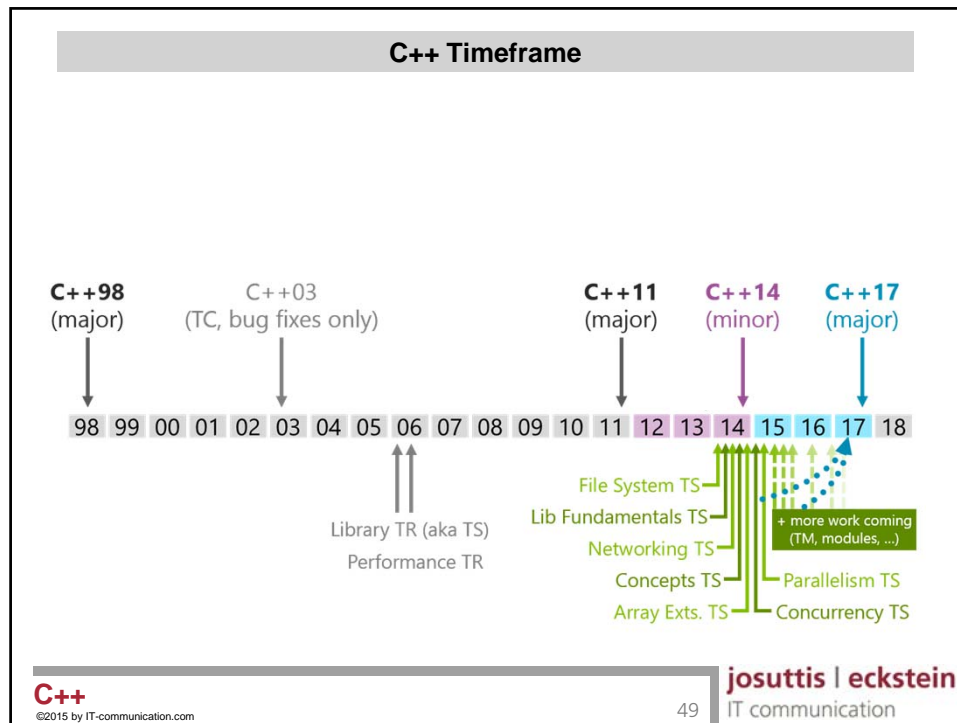 C++ Timeframe
C++98
(major)
C++03
(TC, bug fixes only)
C++11
(major)
C++14
(minor)
C++17
(major)
98 99 00 01 02 03 04 05 06 07 08 09 10 11 12 13 14 15 16 17 18
Library TR (aka TS)
Performance TR
File System TS
Lib Fundamentals TS
Networking TS
Concepts TS
Array Exts. TS
Parallelism TS
Concurrency TS
+ more work coming
(TM, modules, ...)
C++
©2015 by IT-communication.com
49
josuttis | eckstein
IT communication